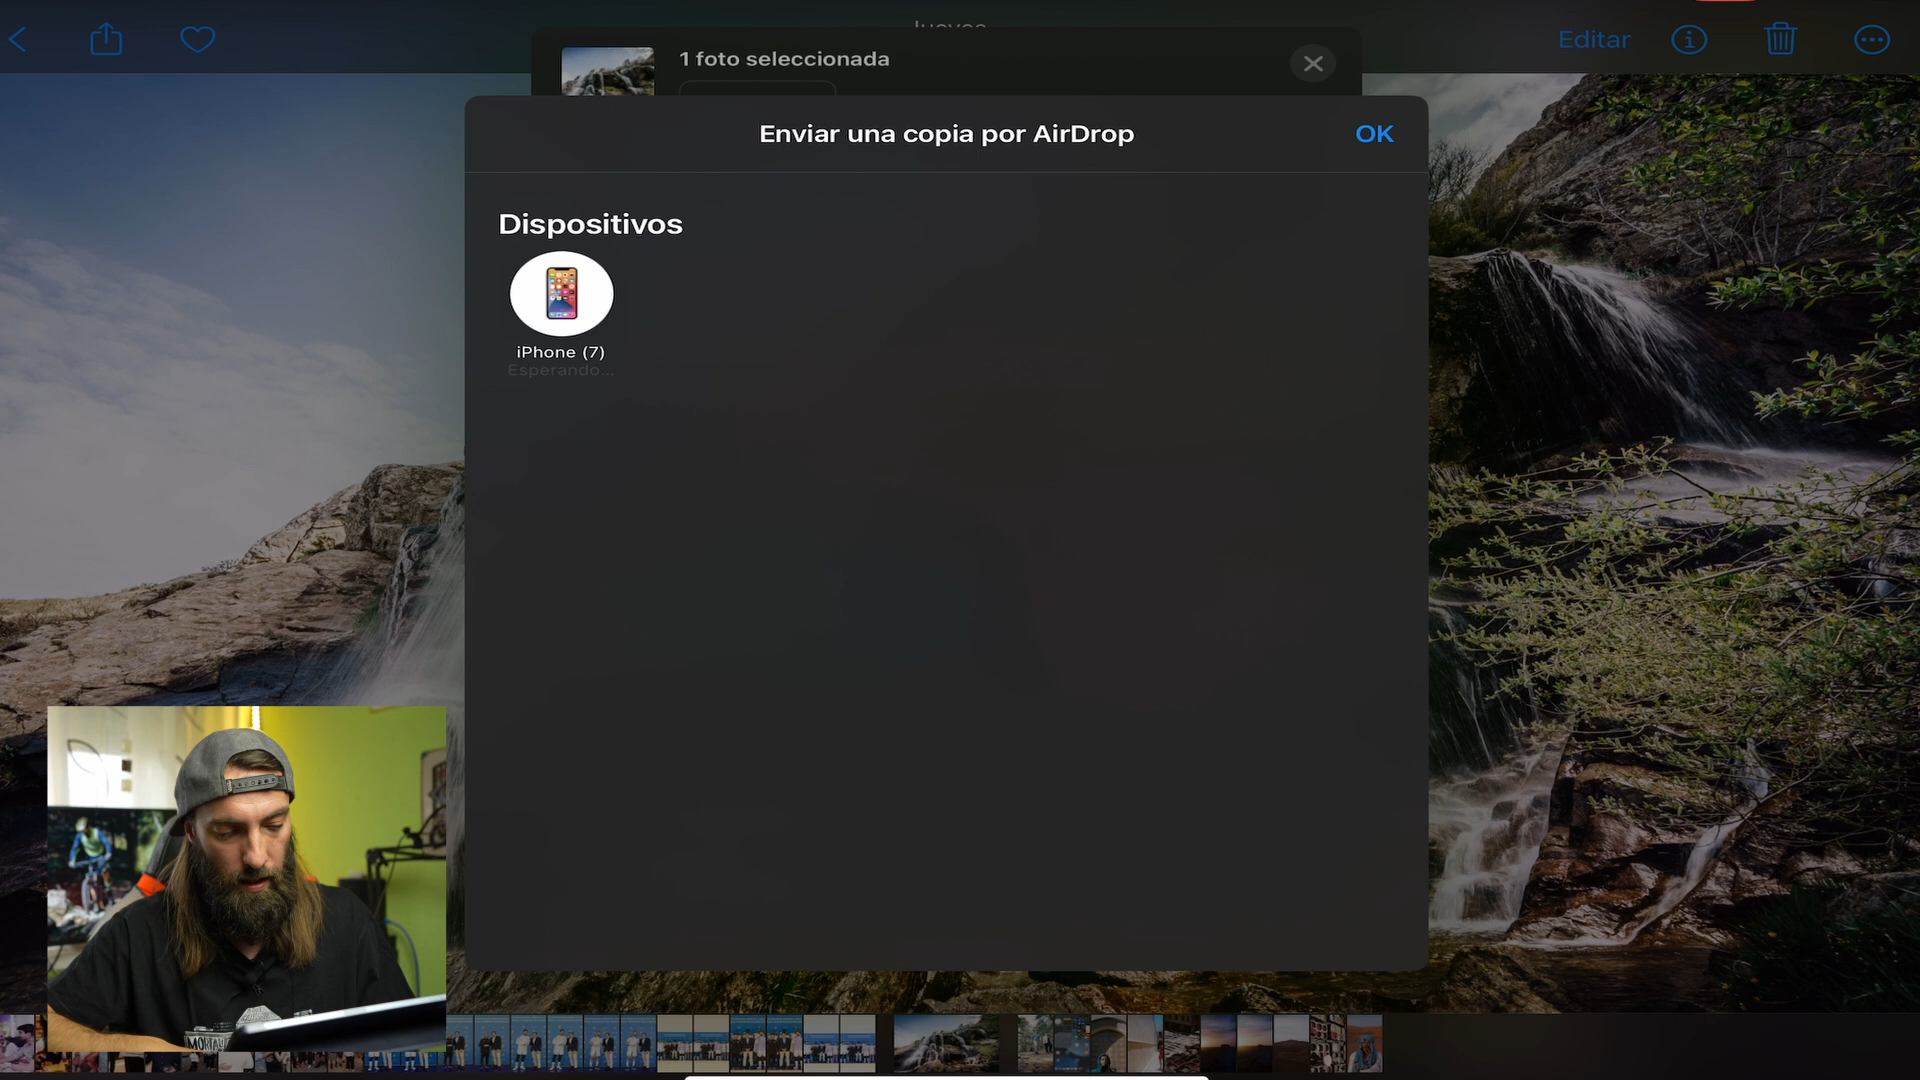 Editar
1 foto seleccionada
Enviar una copia por AirDrop
OK
Dispositivos
iPhone (7)
Esperando...